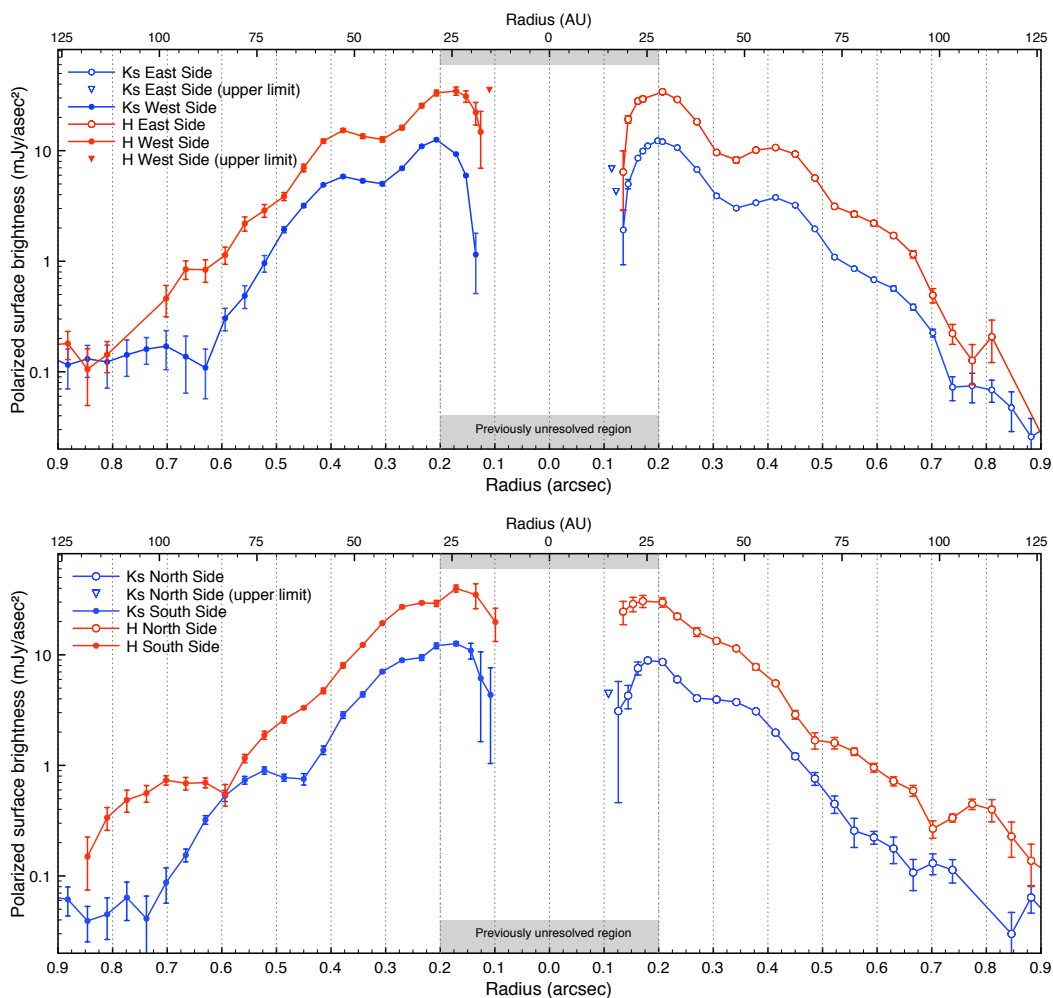 Radius (AU)
125 100 75 50 25 0 25 50 75 100 125
Ks East Side
Ks East Side (upper limit)
Ks West Side
H East Side
H West Side
H West Side (upper limit)
10
1
0.1
Polarized surface brightness (mJy/asec²)
Previously unresolved region
0.9 0.8 0.7 0.6 0.5 0.4 0.3 0.2 0.1 0.0 0.1 0.2 0.3 0.4 0.5 0.6 0.7 0.8 0.9
Radius (arcsec)
Radius (AU)
125 100 75 50 25 0 25 50 75 100 125
Ks North Side
Ks North Side (upper limit)
Ks South Side
H North Side
H South Side
10
1
0.1
Polarized surface brightness (mJy/asec²)
Previously unresolved region
0.9 0.8 0.7 0.6 0.5 0.4 0.3 0.2 0.1 0.0 0.1 0.2 0.3 0.4 0.5 0.6 0.7 0.8 0.9
Radius (arcsec)